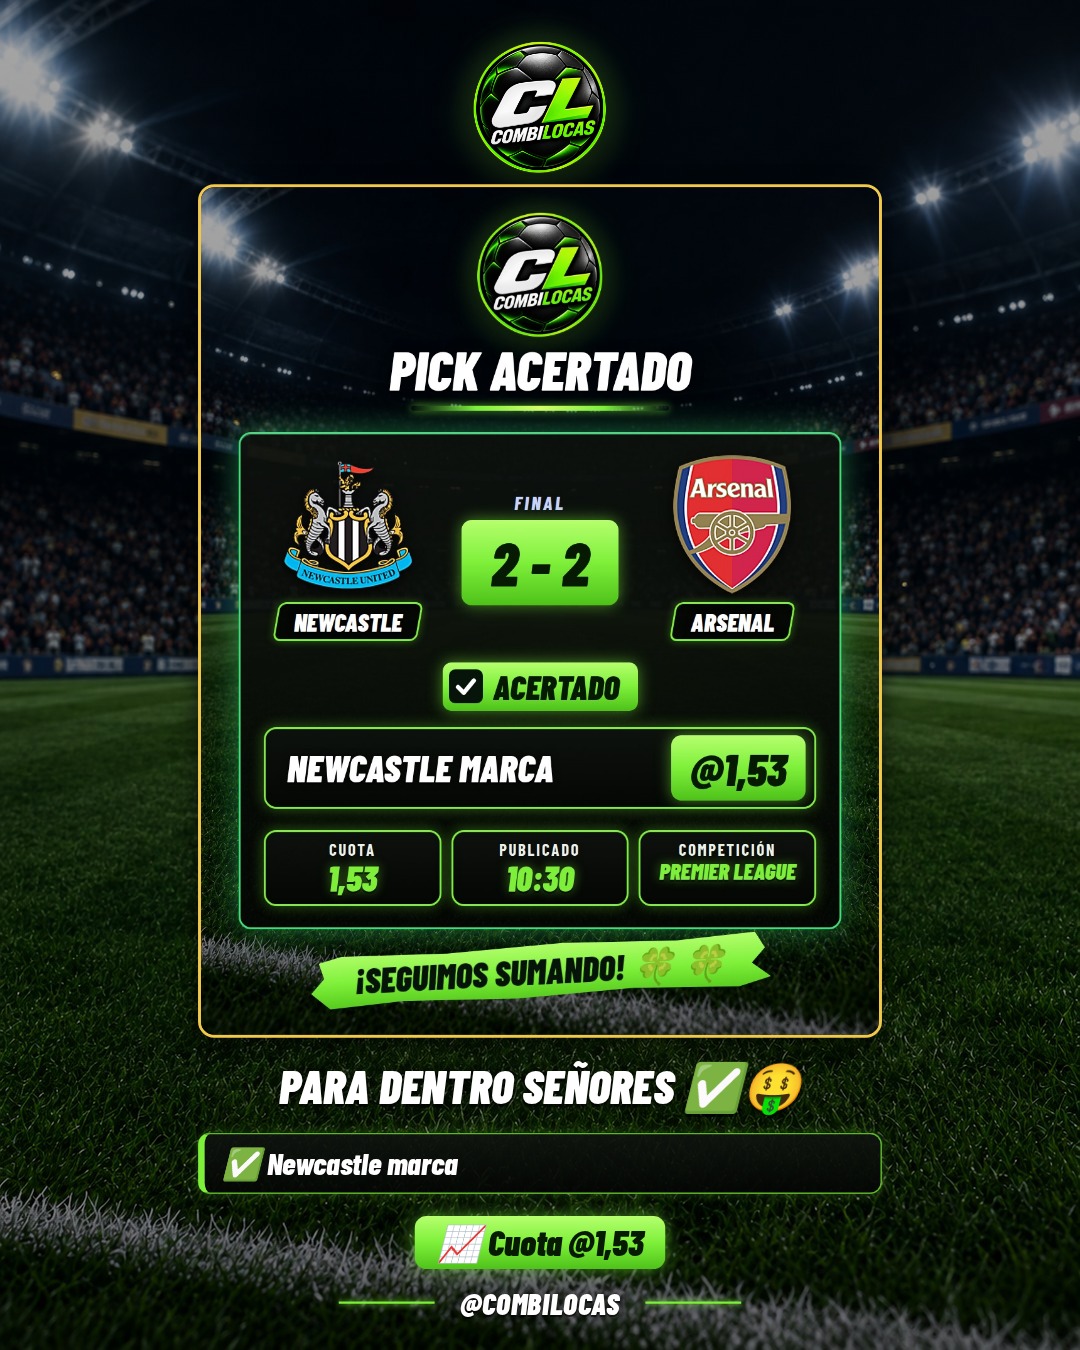 CL
COMBILOCAS
CL
COMBILOCAS
PICK ACERTADO
FINAL
2 - 2
NEWCASTLE UNITED
Arsenal
NEWCASTLE
ARSENAL
ACERTADO
NEWCASTLE MARCA
@1,53
CUOTA
1,53
PUBLICADO
10:30
COMPETICIÓN
PREMIER LEAGUE
¡SEGUIMOS SUMANDO! 🍀 🍀
PARA DENTRO SEÑORES ✅🤑
✅ Newcastle marca
📈 Cuota @1,53
@COMBILOCAS